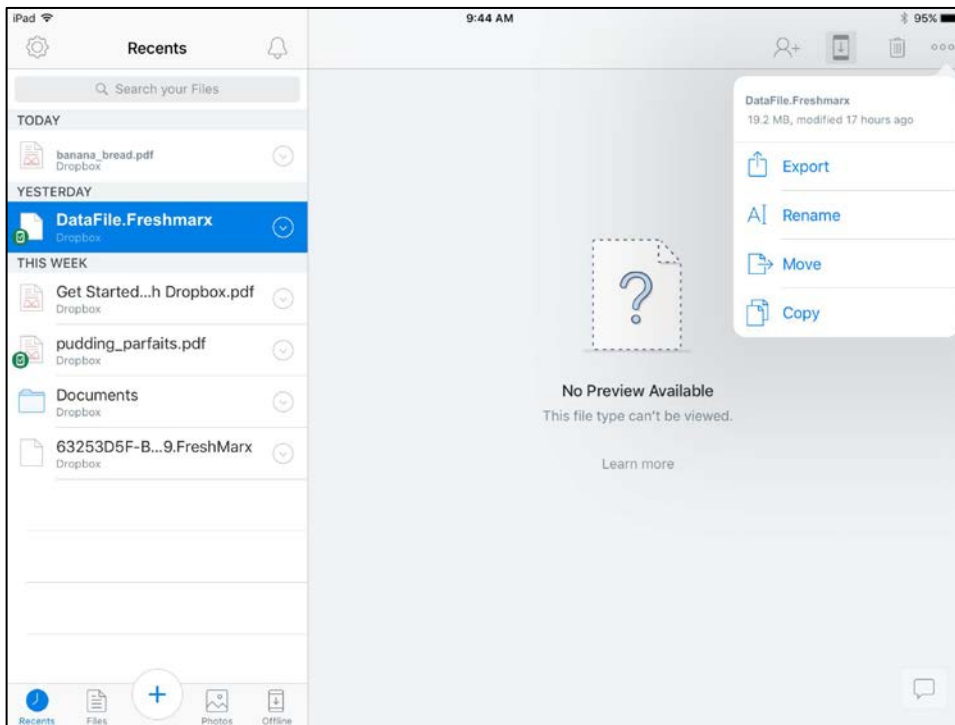 iPad
9:44 AM
95%
Recents
Search your Files
TODAY
banana_bread.pdf
Dropbox
YESTERDAY
DataFile.Freshmarx
Dropbox
THIS WEEK
Get Started...h Dropbox.pdf
Dropbox
pudding_parfaits.pdf
Dropbox
Documents
Dropbox
63253D5F-B...9.FreshMarx
Dropbox
Recents
Files
+
Photos
Offline
DataFile.Freshmarx
19.2 MB, modified 17 hours ago
Export
Rename
Move
Copy
?
No Preview Available
This file type can't be viewed.
Learn more